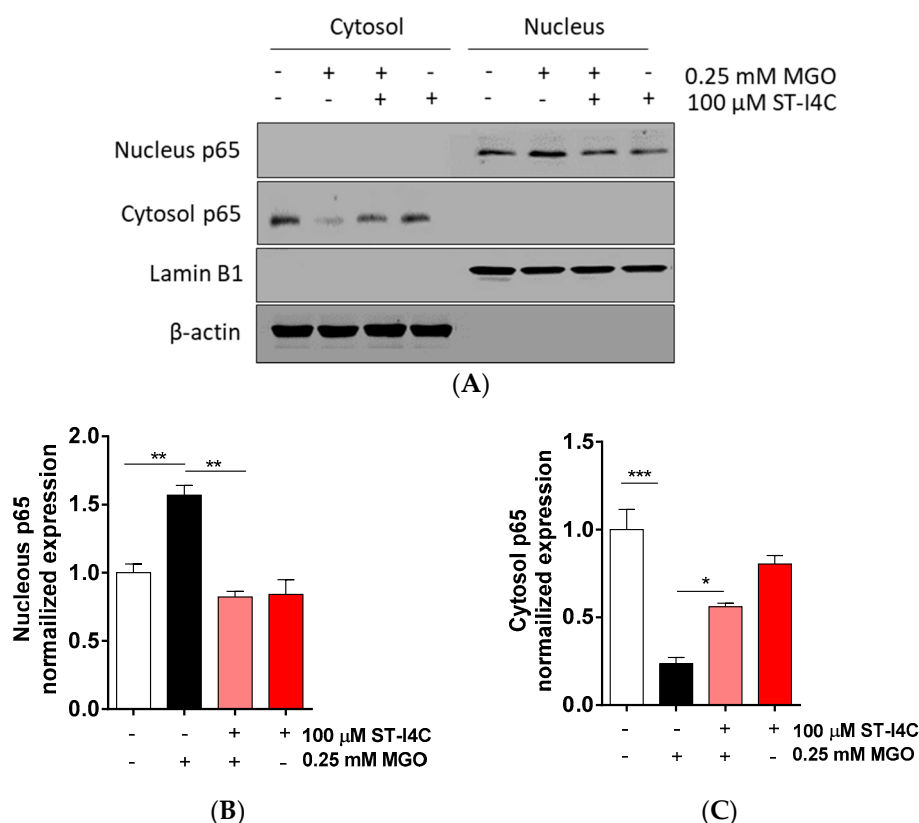 Cytosol Nucleus
- + + - - + + - 0.25 mM MGO
- - + + - - + + 100 μM ST-I4C
Nucleus p65
Cytosol p65
Lamin B1
β-actin
(A)
Nucleous p65
normailized expression
2.0
1.5
1.0
0.5
0.0
** **
- - + + 100 μM ST-I4C
- + + - 0.25 mM MGO
(B)
Cytosol p65
normalized expression
1.5
1.0
0.5
0.0
***
*
- - + + 100 μM ST-I4C
- + + - 0.25 mM MGO
(C)